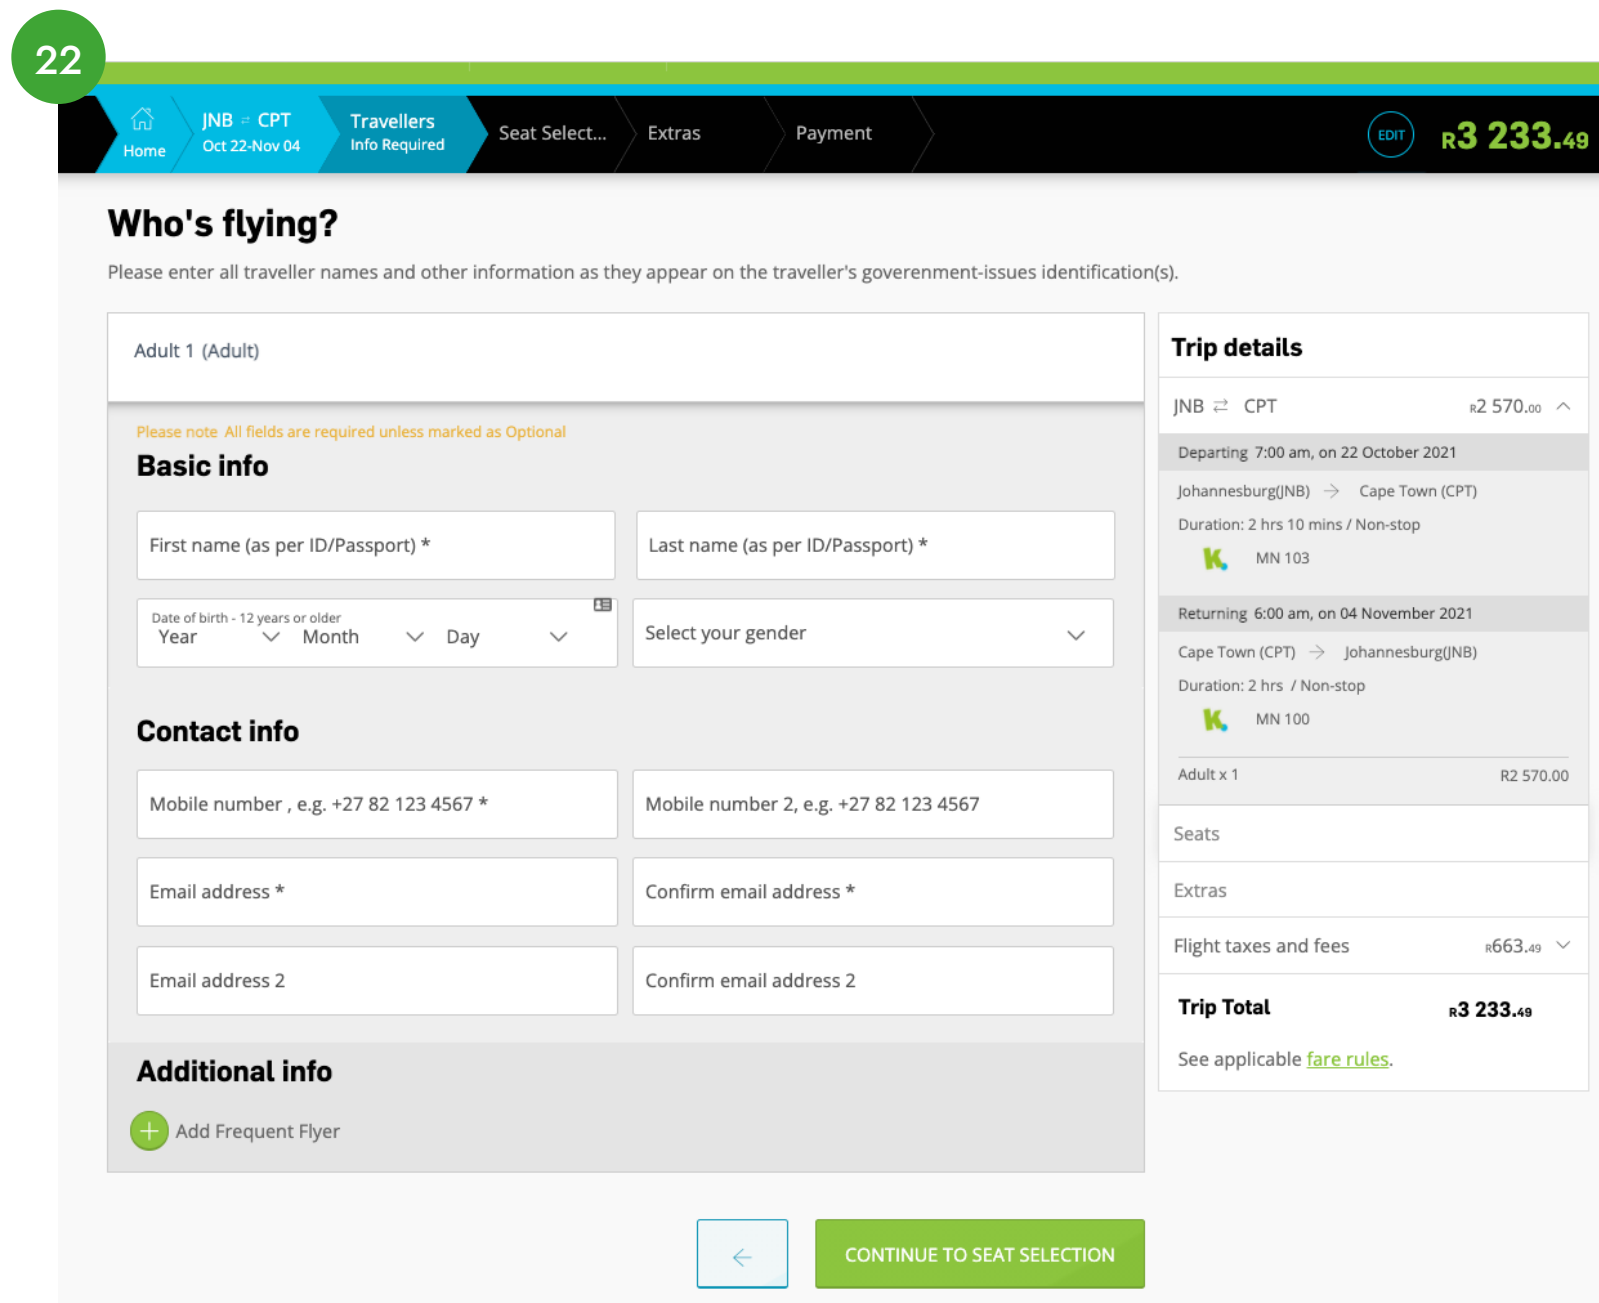 22
Home
JNB ⇄ CPT
Oct 22-Nov 04
Travellers
Info Required
Seat Select...
Extras
Payment
EDIT
R3 233.49
Who's flying?
Please enter all traveller names and other information as they appear on the traveller's goverenment-issues identification(s).
Adult 1 (Adult)
Please note All fields are required unless marked as Optional
Basic info
First name (as per ID/Passport) *
Last name (as per ID/Passport) *
Date of birth - 12 years or older
Year Month Day
Select your gender
Contact info
Mobile number , e.g. +27 82 123 4567 *
Mobile number 2, e.g. +27 82 123 4567
Email address *
Confirm email address *
Email address 2
Confirm email address 2
Additional info
Add Frequent Flyer
CONTINUE TO SEAT SELECTION
Trip details
JNB ⇄ CPT R2 570.00
Departing 7:00 am, on 22 October 2021
Johannesburg(JNB) → Cape Town (CPT)
Duration: 2 hrs 10 mins / Non-stop
K. MN 103
Returning 6:00 am, on 04 November 2021
Cape Town (CPT) → Johannesburg(JNB)
Duration: 2 hrs / Non-stop
K. MN 100
Adult x 1 R2 570.00
Seats
Extras
Flight taxes and fees R663.49
Trip Total R3 233.49
See applicable fare rules.